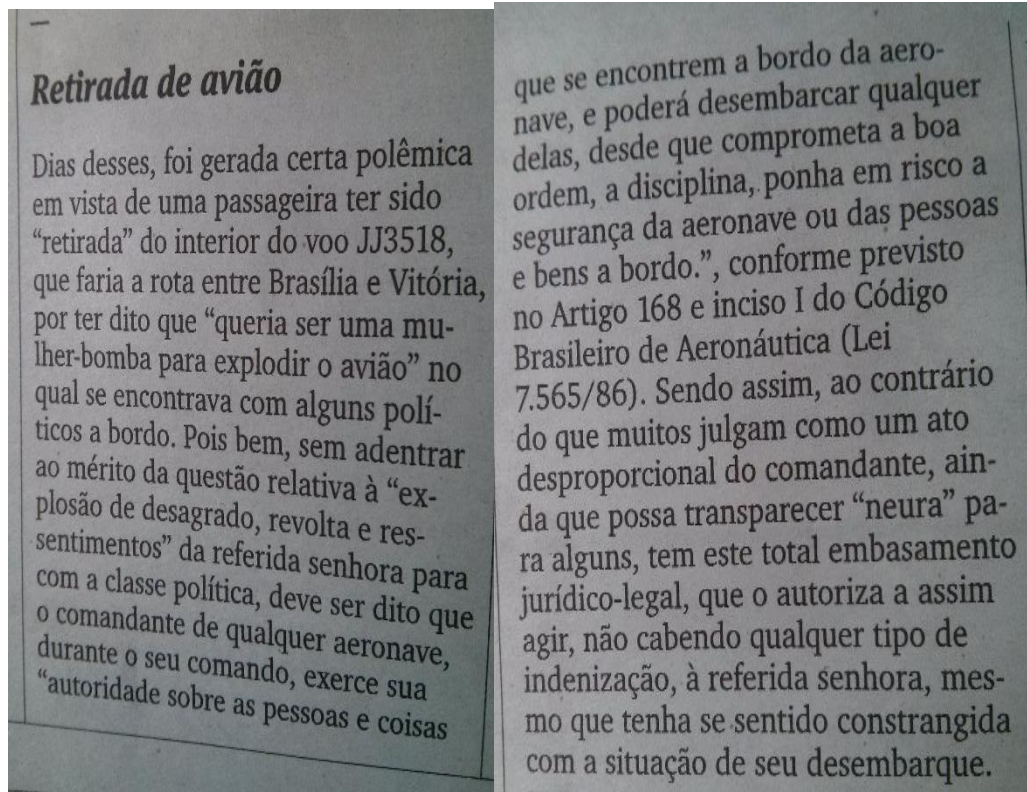 Retirada de avião
Dias desses, foi gerada certa polêmica
em vista de uma passageira ter sido
“retirada” do interior do voo JJ3518,
que faria a rota entre Brasília e Vitória,
por ter dito que “queria ser uma mu-
lher-bomba para explodir o avião” no
qual se encontrava com alguns polí-
ticos a bordo. Pois bem, sem adentrar
ao mérito da questão relativa à “ex-
plosão de desagrado, revolta e res-
sentimentos” da referida senhora para
com a classe política, deve ser dito que
o comandante de qualquer aeronave,
durante o seu comando, exerce sua
“autoridade sobre as pessoas e coisas
que se encontrem a bordo da aero-
nave, e poderá desembarcar qualquer
delas, desde que comprometa a boa
ordem, a disciplina, ponha em risco a
segurança da aeronave ou das pessoas
e bens a bordo.”, conforme previsto
no Artigo 168 e inciso I do Código
Brasileiro de Aeronáutica (Lei
7.565/86). Sendo assim, ao contrário
do que muitos julgam como um ato
desproporcional do comandante, ain-
da que possa transparecer “neura” pa-
ra alguns, tem este total embasamento
jurídico-legal, que o autoriza a assim
agir, não cabendo qualquer tipo de
indenização, à referida senhora, mes-
mo que tenha se sentido constrangida
com a situação de seu desembarque.